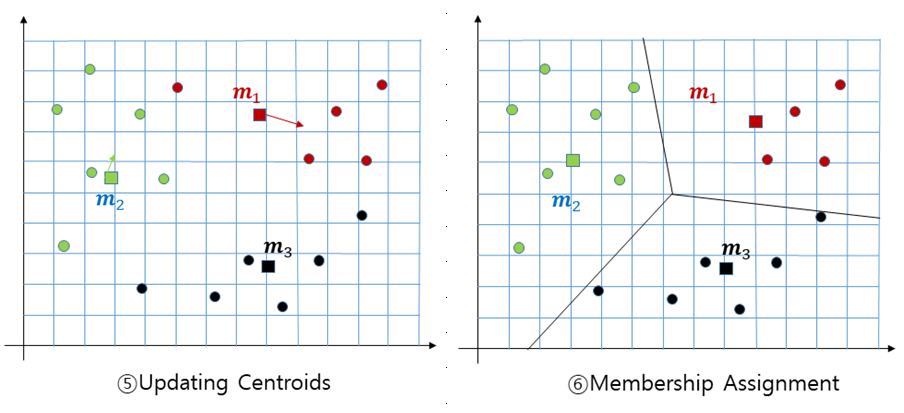 m1
m2
m3
⑤Updating Centroids
m1
m2
m3
⑥Membership Assignment